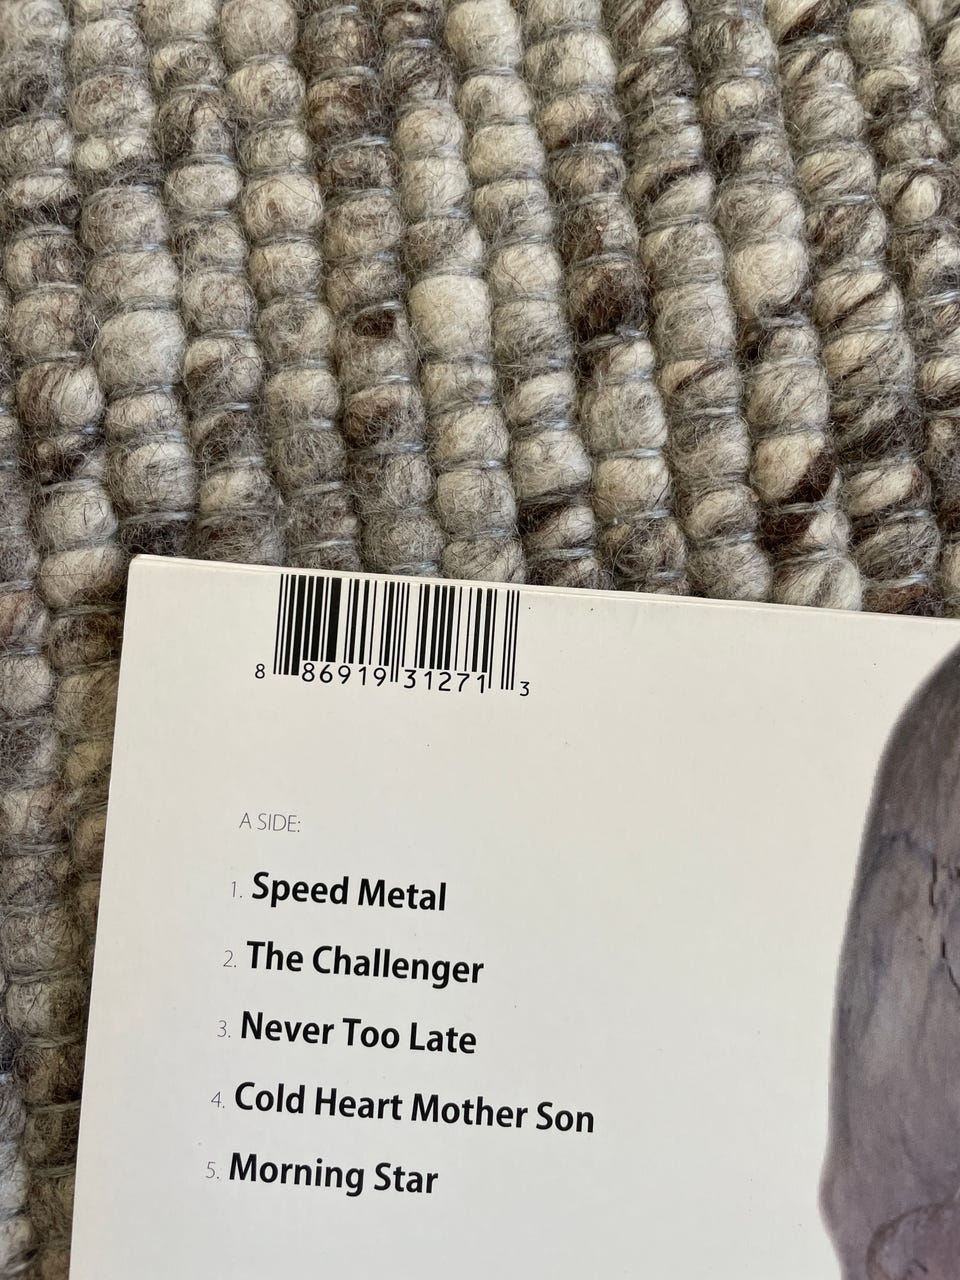 8 86919 31271 3
A SIDE:
1. Speed Metal
2. The Challenger
3. Never Too Late
4. Cold Heart Mother Son
5. Morning Star